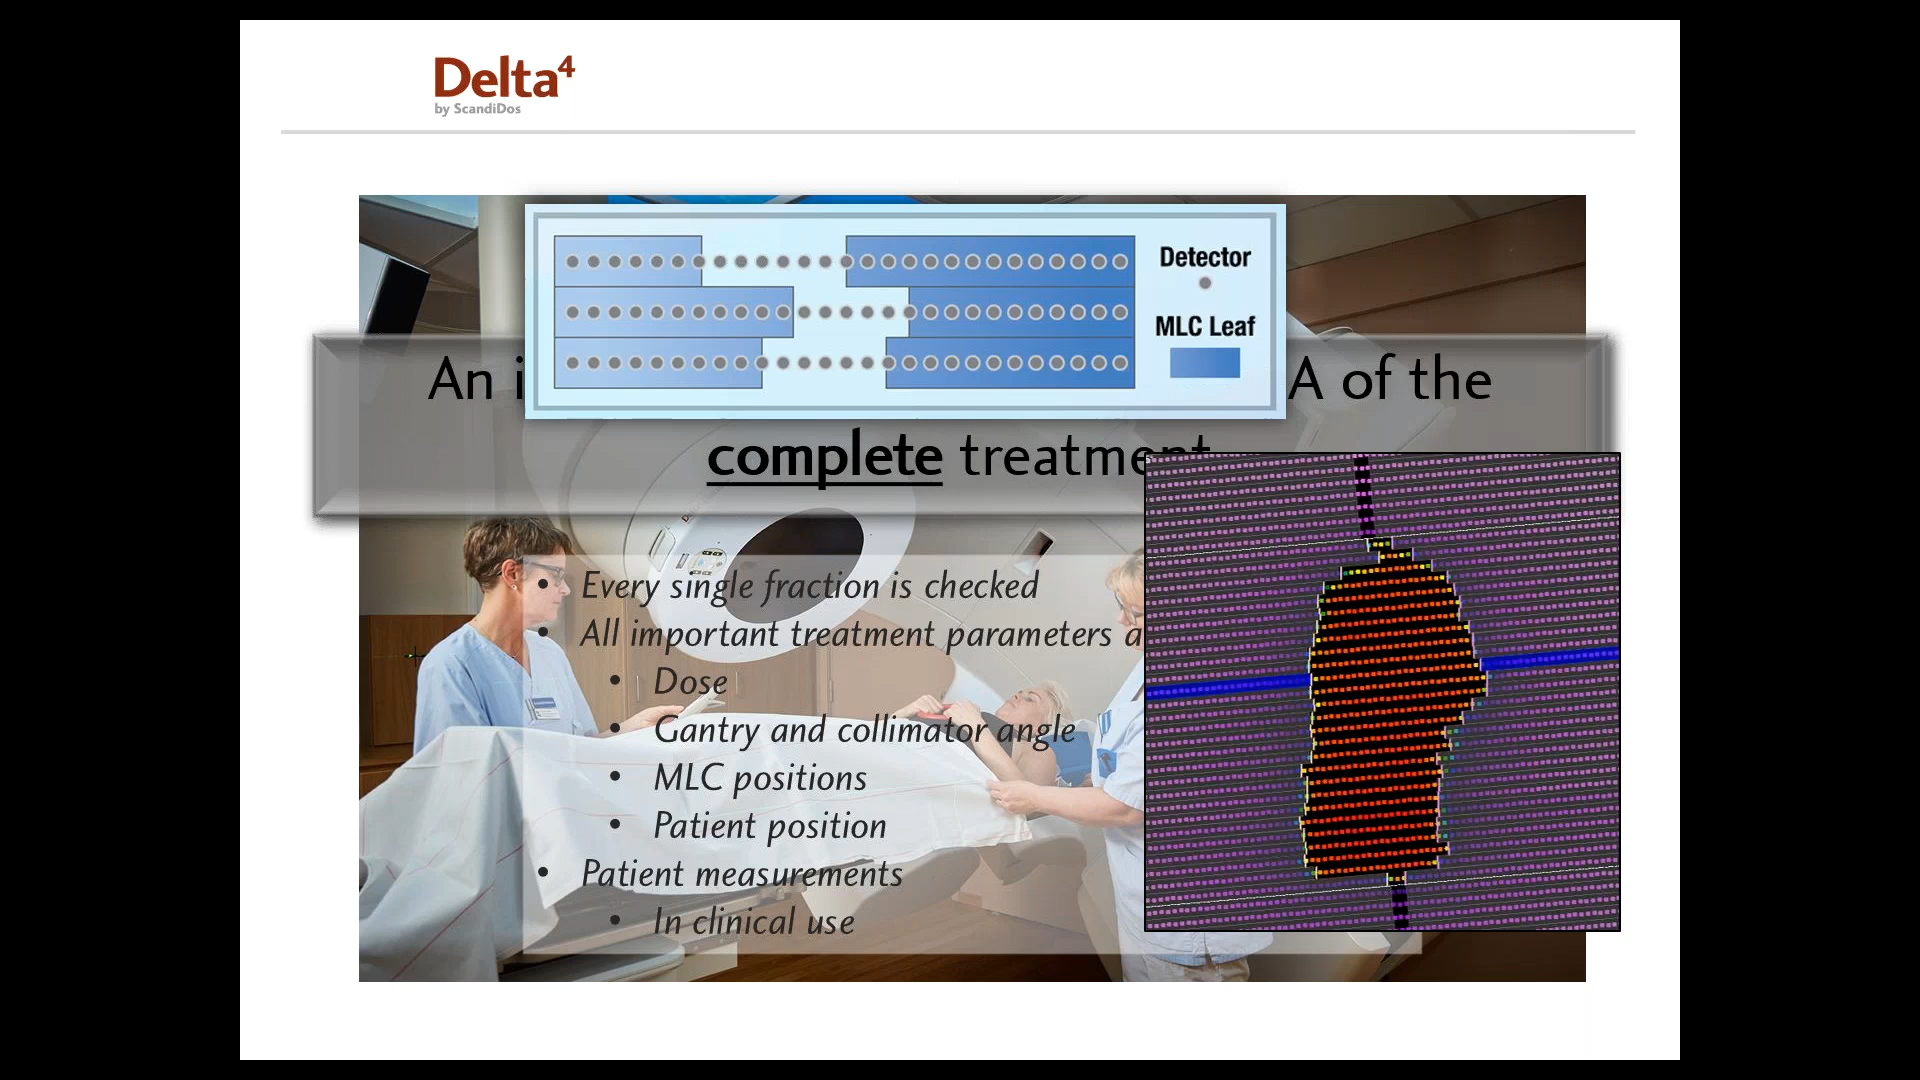 Delta⁴
by ScandiDos
Detector
MLC Leaf
An A of the
complete treatment
• Every single fraction is checked
• All important treatment parameters a
• Dose
• Gantry and collimator angle
• MLC positions
• Patient position
• Patient measurements
• In clinical use